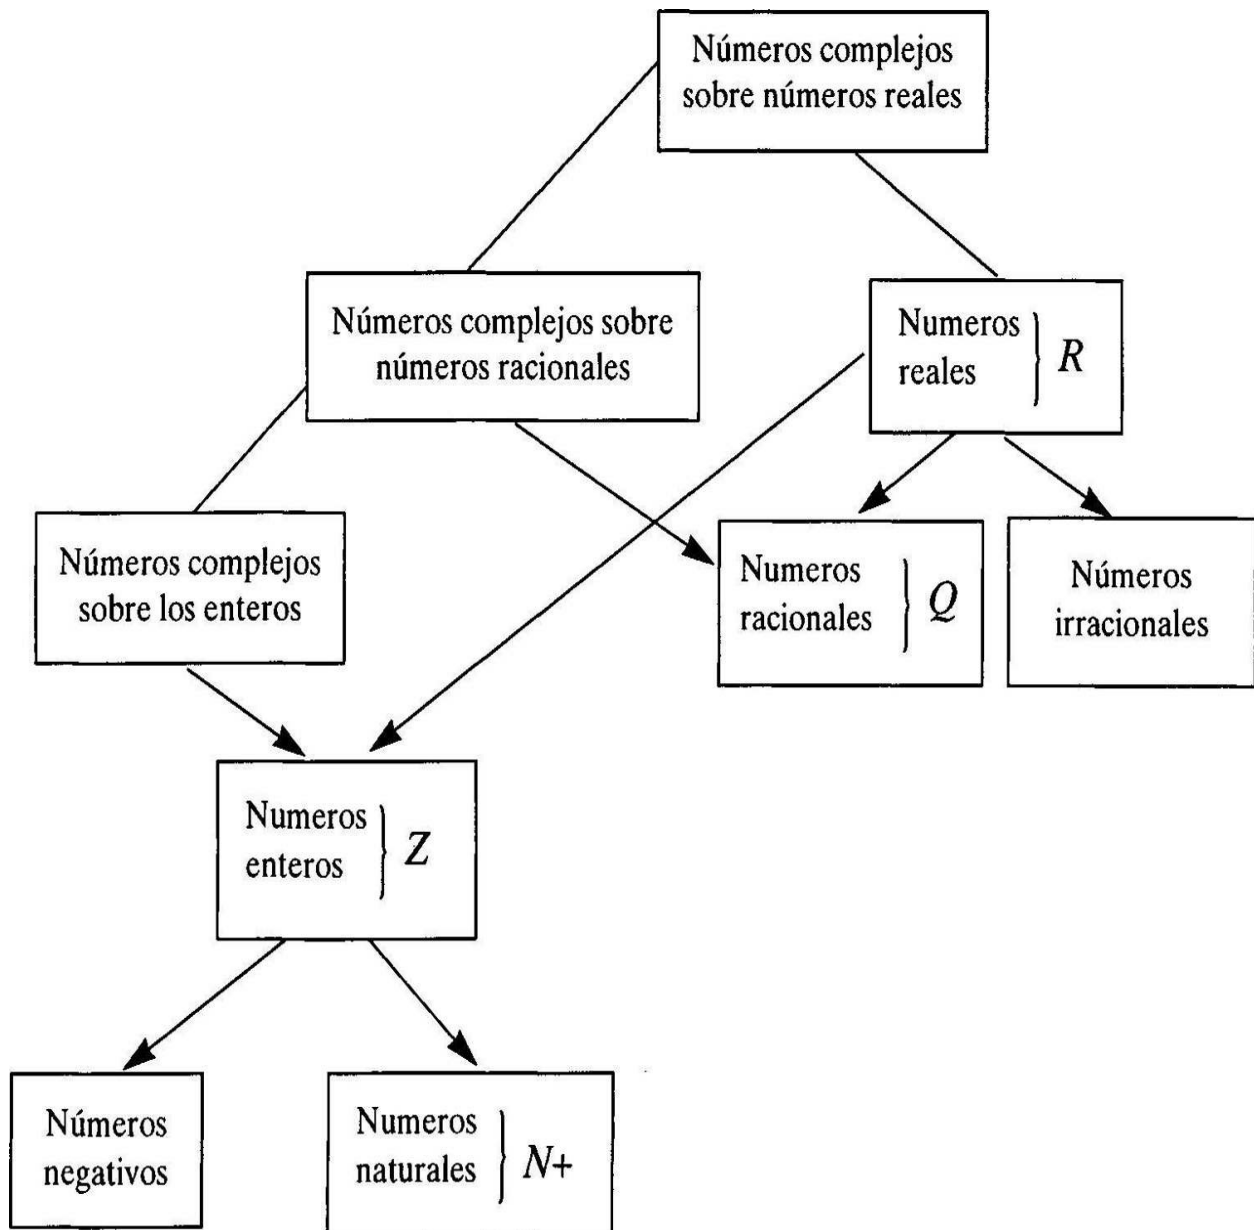 Números complejos
sobre números reales
Números complejos sobre
números racionales
Numeros
reales
R
Números complejos
sobre los enteros
Numeros
racionales
Q
Números
irracionales
Numeros
enteros
Z
Números
negativos
Numeros
naturales
N+